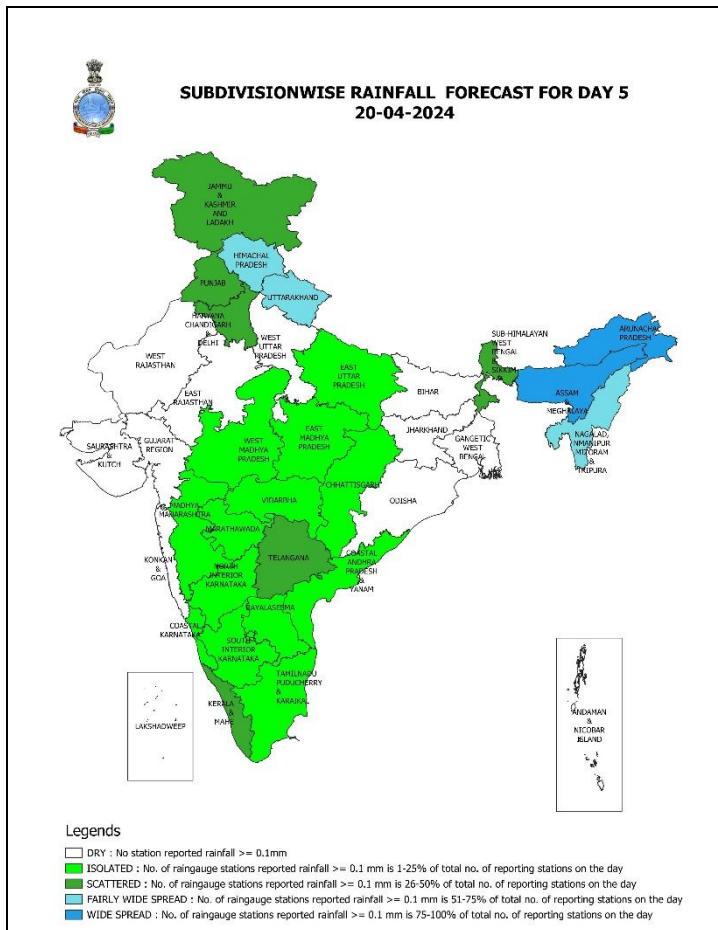 SUBDIVISIONWISE RAINFALL FORECAST FOR DAY 5
20-04-2024
JAMMU
&
KASHMIR
AND
LADAKH
HIMACHAL
PRADESH
PUNJAB
UTTARAKHAND
HARYANA
CHANDIGARH
&
DELHI
WEST
UTTAR
PRADESH
WEST
RAJASTHAN
EAST
RAJASTHAN
EAST
UTTAR
PRADESH
BIHAR
SUB-HIMALAYAN
WEST
BENGAL
&
SIKKIM
ARUNACHAL
PRADESH
ASSAM
&
MEGHALAYA
NAGALAD,
NMANIPUR
MIZORAM
&
TRIPURA
SAURASHTRA
&
KUTCH
GUJARAT
REGION
WEST
MADHYA
PRADESH
EAST
MADHYA
PRADESH
JHARKHAND
GANGETIC
WEST
BENGAL
CHHATTISGARH
ODISHA
MADHYA
MAHARASHTRA
VIDARBHA
MARATHAWADA
KONKAN
&
GOA
TELANGANA
NORTH
INTERIOR
KARNATAKA
COASTAL
ANDHRA
PRADESH
&
YANAM
RAYALASEEMA
COASTAL
KARNATAKA
SOUTH
INTERIOR
KARNATAKA
TAMILNADU
PUDUCHERRY
&
KARAIKAL
KERALA
&
MAHE
LAKSHADWEEP
ANDAMAN
&
NICOBAR
ISLAND
Legends
DRY : No station reported rainfall >= 0.1mm
ISOLATED : No. of raingauge stations reported rainfall >= 0.1 mm is 1-25% of total no. of reporting stations on the day
SCATTERED : No. of raingauge stations reported rainfall >= 0.1 mm is 26-50% of total no. of reporting stations on the day
FAIRLY WIDE SPREAD : No. of raingauge stations reported rainfall >= 0.1 mm is 51-75% of total no. of reporting stations on the day
WIDE SPREAD : No. of raingauge stations reported rainfall >= 0.1 mm is 75-100% of total no. of reporting stations on the day